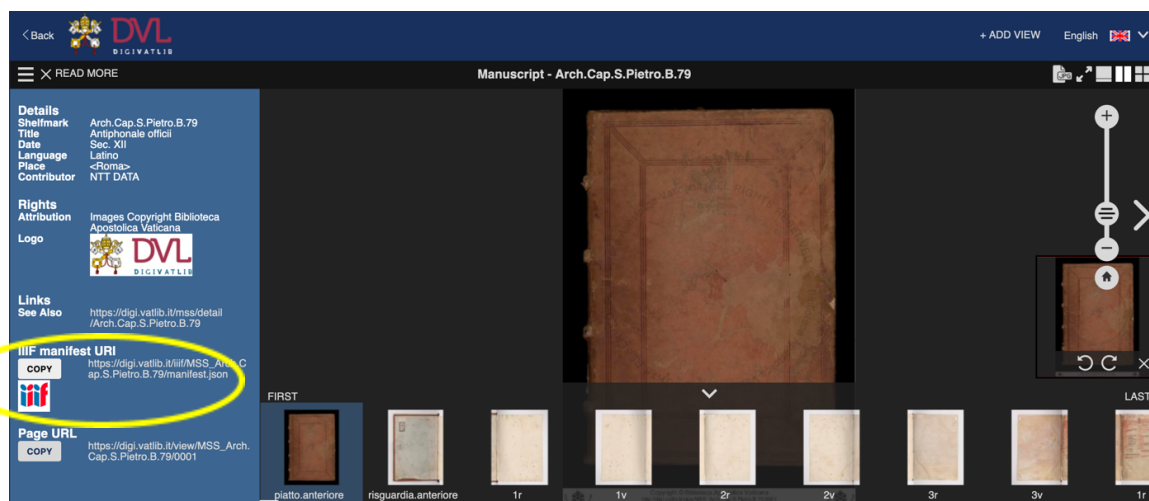 Back
DVL
DIGIVATLIB
+ ADD VIEW
English
READ MORE
Manuscript - Arch.Cap.S.Pietro.B.79
Details
Shelfmark Arch.Cap.S.Pietro.B.79
Title Antiphonale officii
Date Sec. XII
Language Latino
Place <Roma>
Contributor NTT DATA
Rights
Attribution Images Copyright Biblioteca
Apostolica Vaticana
Logo
DVL
DIGIVATLIB
Links
See Also https://digi.vatlib.it/mss/detail
/Arch.Cap.S.Pietro.B.79
IIIF manifest URI
COPY https://digi.vatlib.it/iiif/MSS_Arch.C
ap.S.Pietro.B.79/manifest.json
iiif
Page URL
COPY https://digi.vatlib.it/view/MSS_Arch.
Cap.S.Pietro.B.79/0001
FIRST
LAST
piatto.anteriore
risguardia.anteriore
1r
1v
2r
2v
3r
3v
1r